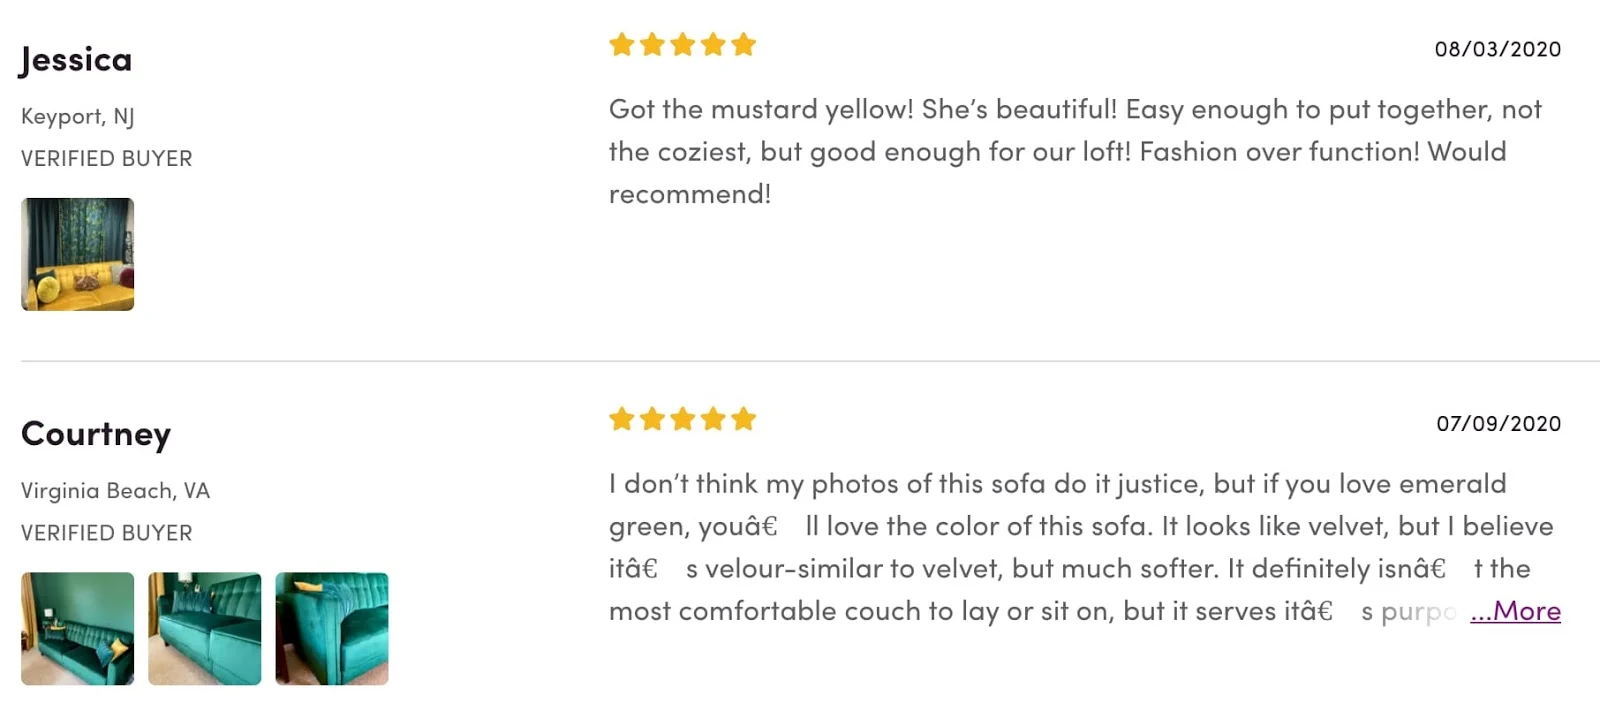 Jessica
08/03/2020
Keyport, NJ
VERIFIED BUYER
Got the mustard yellow! She’s beautiful! Easy enough to put together, not
the coziest, but good enough for our loft! Fashion over function! Would
recommend!
Courtney
07/09/2020
Virginia Beach, VA
VERIFIED BUYER
I don’t think my photos of this sofa do it justice, but if you love emerald
green, youâ€ ll love the color of this sofa. It looks like velvet, but I believe
itâ€ s velour-similar to velvet, but much softer. It definitely isnâ€ t the
most comfortable couch to lay or sit on, but it serves itâ€ s purpo ...More